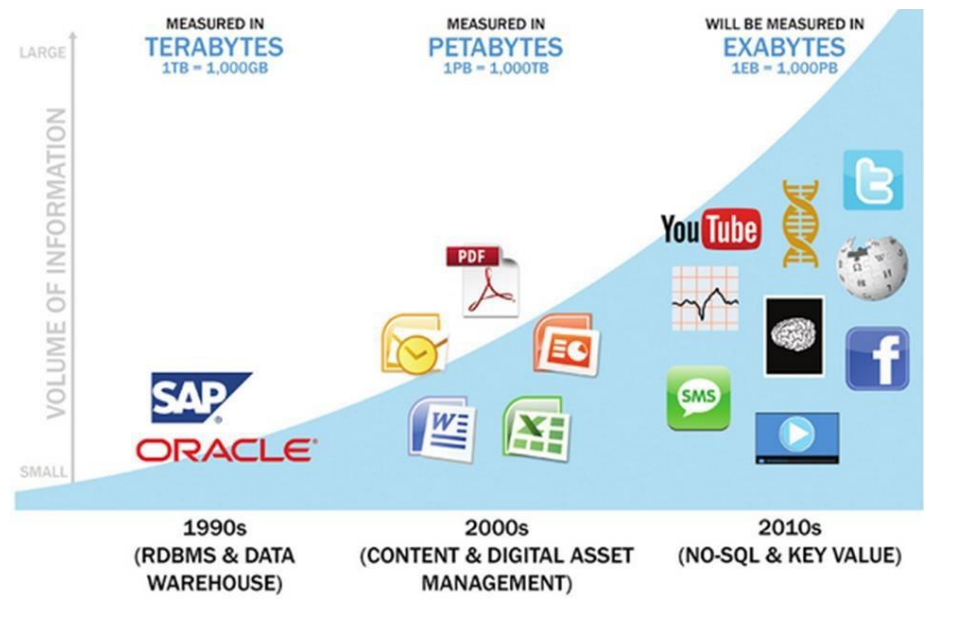 MEASURED IN
TERABYTES
1TB = 1,000GB
MEASURED IN
PETABYTES
1PB = 1,000TB
WILL BE MEASURED IN
EXABYTES
1EB = 1,000PB
LARGE
VOLUME OF INFORMATION
SMALL
SAP®
ORACLE®
PDF
W
X
YouTube
t
Ω
W
И
f
SMS
1990s
(RDBMS & DATA
WAREHOUSE)
2000s
(CONTENT & DIGITAL ASSET
MANAGEMENT)
2010s
(NO-SQL & KEY VALUE)